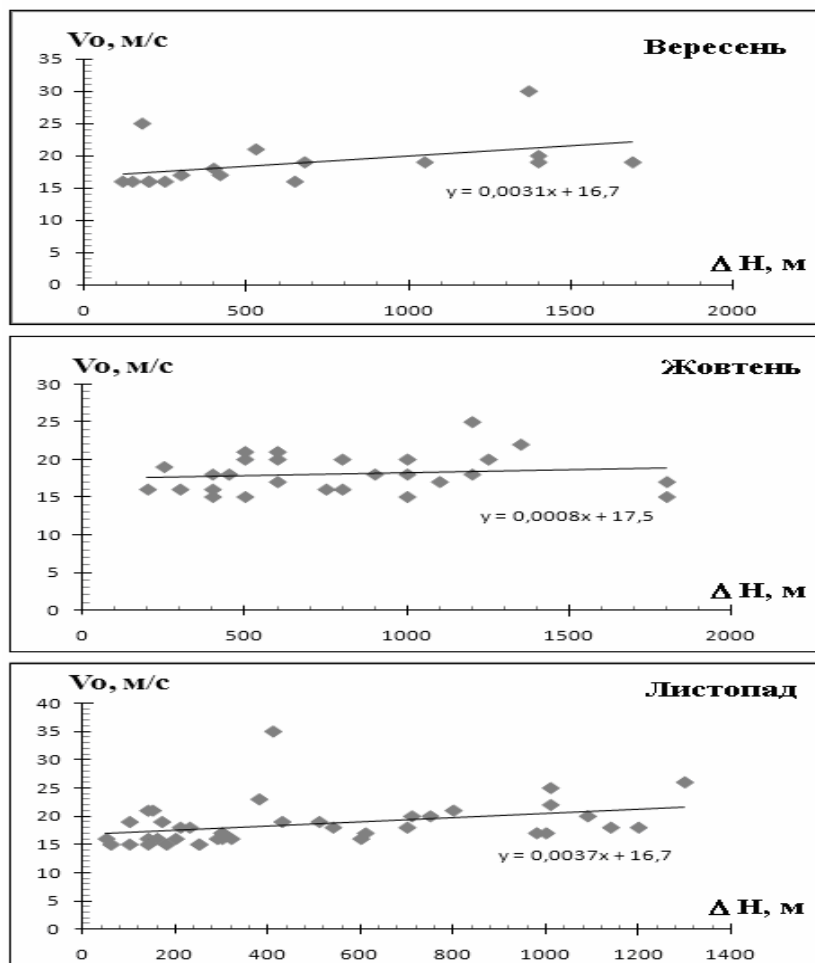 Vo, м/с
Вересень
35
30
25
20
15
10
5
0
y = 0,0031x + 16,7
Δ H, м
0 500 1000 1500 2000
Vo, м/с
Жовтень
30
25
20
15
10
5
0
y = 0,0008x + 17,5
Δ H, м
0 500 1000 1500 2000
Vo, м/с
Листопад
40
35
30
25
20
15
10
5
0
y = 0,0037x + 16,7
Δ H, м
0 200 400 600 800 1000 1200 1400